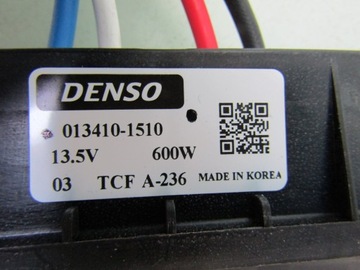 DENSO
013410-1510
13.5V 600W
03 TCF A-236 MADE IN KOREA